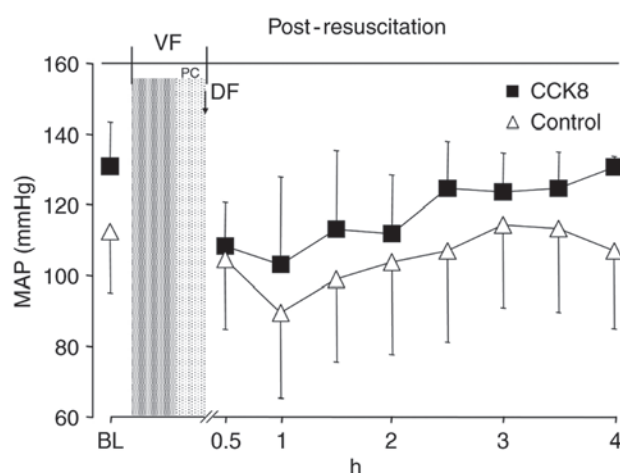 Post-resuscitation
VF
PC
DF
CCK8
Control
MAP (mmHg)
160
140
120
100
80
60
BL
0.5
1
2
3
4
h